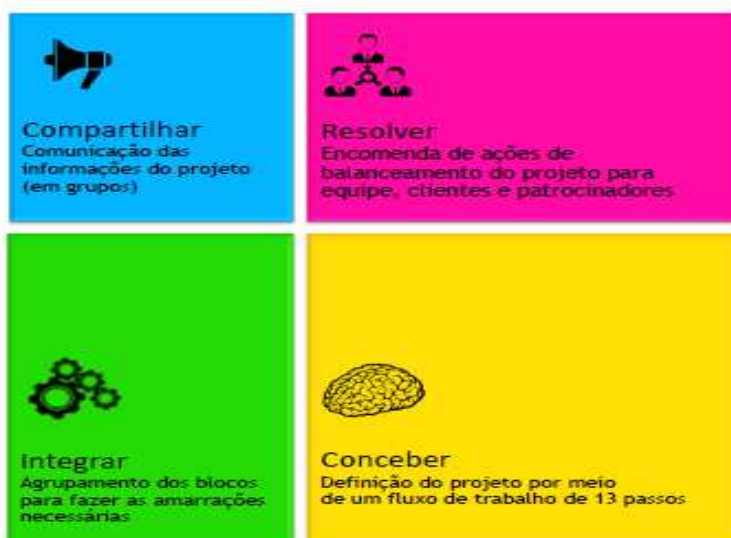 Compartilhar
Comunicação das
informações do projeto
(em grupos)
Resolver
Encomenda de ações de
balanceamento do projeto para
equipe, clientes e patrocinadores
Integrar
Agrupamento dos blocos
para fazer as amarrações
necessárias
Conceber
Definição do projeto por meio
de um fluxo de trabalho de 13 passos